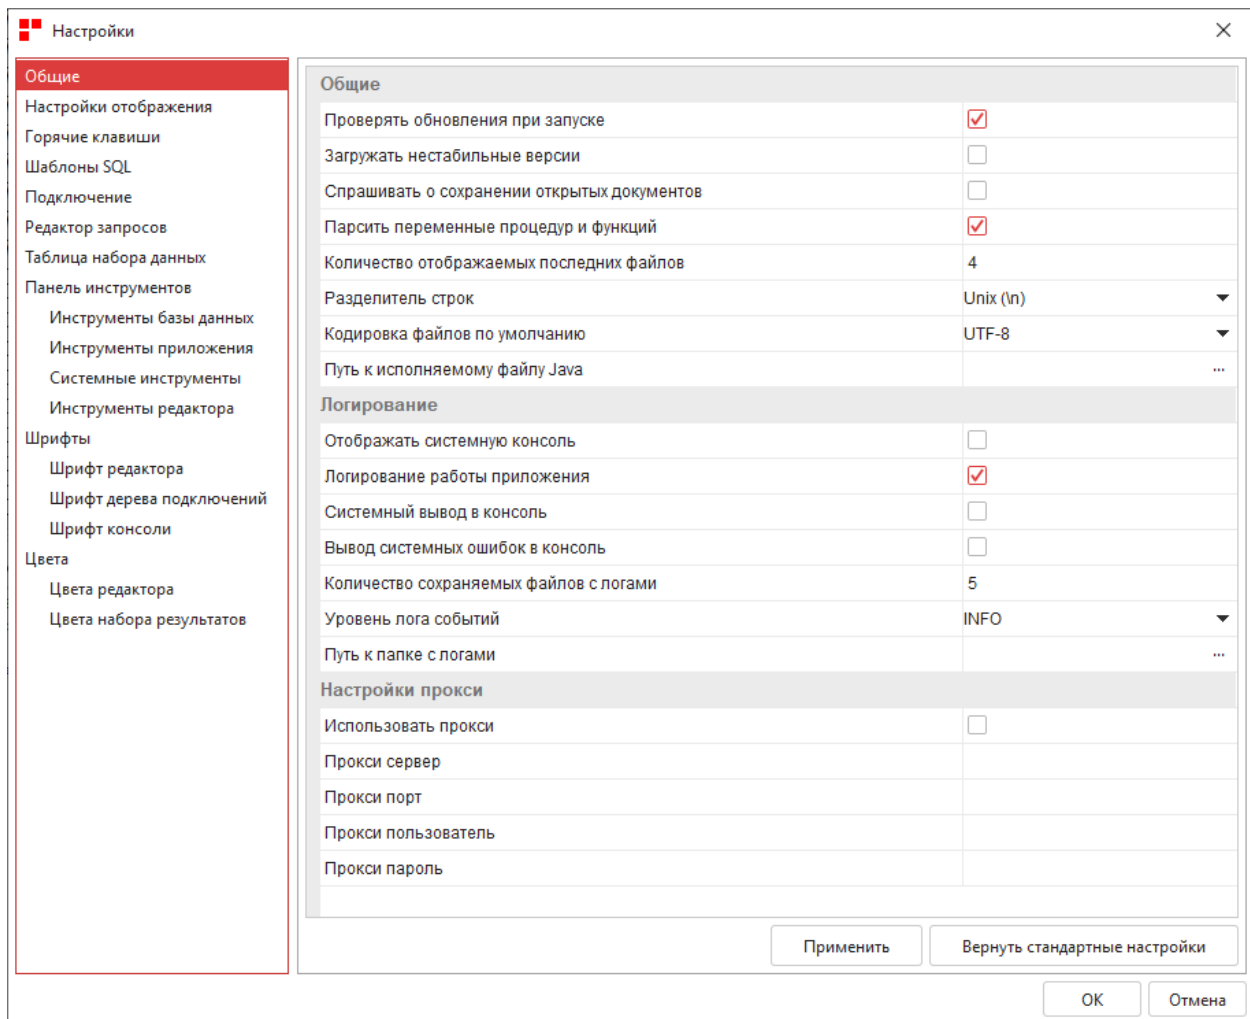 Настройки
Общие
Настройки отображения
Горячие клавиши
Шаблоны SQL
Подключение
Редактор запросов
Таблица набора данных
Панель инструментов
Инструменты базы данных
Инструменты приложения
Системные инструменты
Инструменты редактора
Шрифты
Шрифт редактора
Шрифт дерева подключений
Шрифт консоли
Цвета
Цвета редактора
Цвета набора результатов
Общие
Проверять обновления при запуске
Загружать нестабильные версии
Спрашивать о сохранении открытых документов
Парсить переменные процедур и функций
Количество отображаемых последних файлов 4
Разделитель строк Unix (\n)
Кодировка файлов по умолчанию UTF-8
Путь к исполняемому файлу Java ...
Логирование
Отображать системную консоль
Логирование работы приложения
Системный вывод в консоль
Вывод системных ошибок в консоль
Количество сохраняемых файлов с логами 5
Уровень лога событий INFO
Путь к папке с логами ...
Настройки прокси
Использовать прокси
Прокси сервер
Прокси порт
Прокси пользователь
Прокси пароль
Применить Вернуть стандартные настройки
OK Отмена